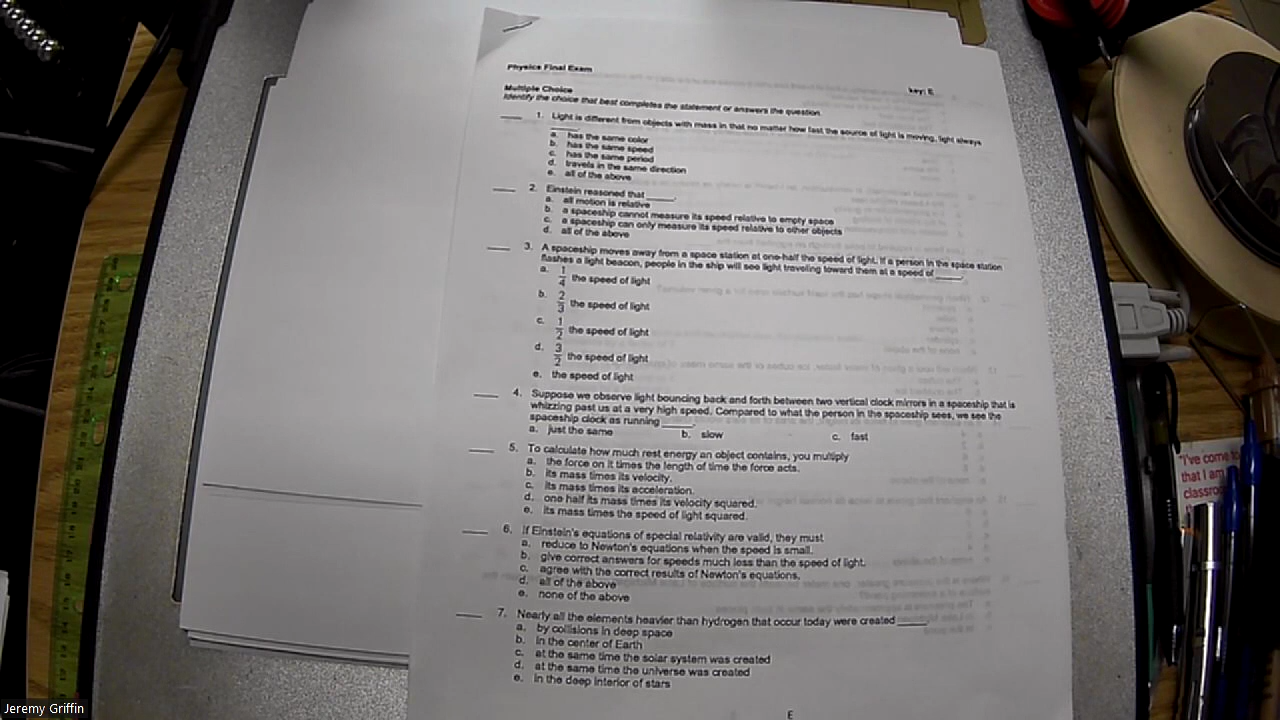 Physics Final Exam
key: E
Multiple Choice
Identify the choice that best completes the statement or answers the question.
____ 1. Light is different from objects with mass in that no matter how fast the source of light is moving, light always
____.
a. has the same color
b. has the same speed
c. has the same period
d. travels in the same direction
e. all of the above
____ 2. Einstein reasoned that _____.
a. all motion is relative
b. a spaceship cannot measure its speed relative to empty space
c. a spaceship can only measure its speed relative to other objects
d. all of the above
____ 3. A spaceship moves away from a space station at one-half the speed of light. If a person in the space station
flashes a light beacon, people in the ship will see light traveling toward them at a speed of _____.
a. 1/4 the speed of light
b. 2/3 the speed of light
c. 1/2 the speed of light
d. 3/2 the speed of light
e. the speed of light
____ 4. Suppose we observe light bouncing back and forth between two vertical clock mirrors in a spaceship that is
whizzing past us at a very high speed. Compared to what the person in the spaceship sees, we see the
spaceship clock as running _____.
a. just the same b. slow c. fast
____ 5. To calculate how much rest energy an object contains, you multiply
a. the force on it times the length of time the force acts.
b. its mass times its velocity.
c. its mass times its acceleration.
d. one half its mass times its velocity squared.
e. its mass times the speed of light squared.
____ 6. If Einstein's equations of special relativity are valid, they must
a. reduce to Newton's equations when the speed is small.
b. give correct answers for speeds much less than the speed of light.
c. agree with the correct results of Newton's equations.
d. all of the above
e. none of the above
____ 7. Nearly all the elements heavier than hydrogen that occur today were created _____.
a. by collisions in deep space
b. in the center of Earth
c. at the same time the solar system was created
d. at the same time the universe was created
e. in the deep interior of stars
E
"I've come to
that I am
classroo
Jeremy Griffin